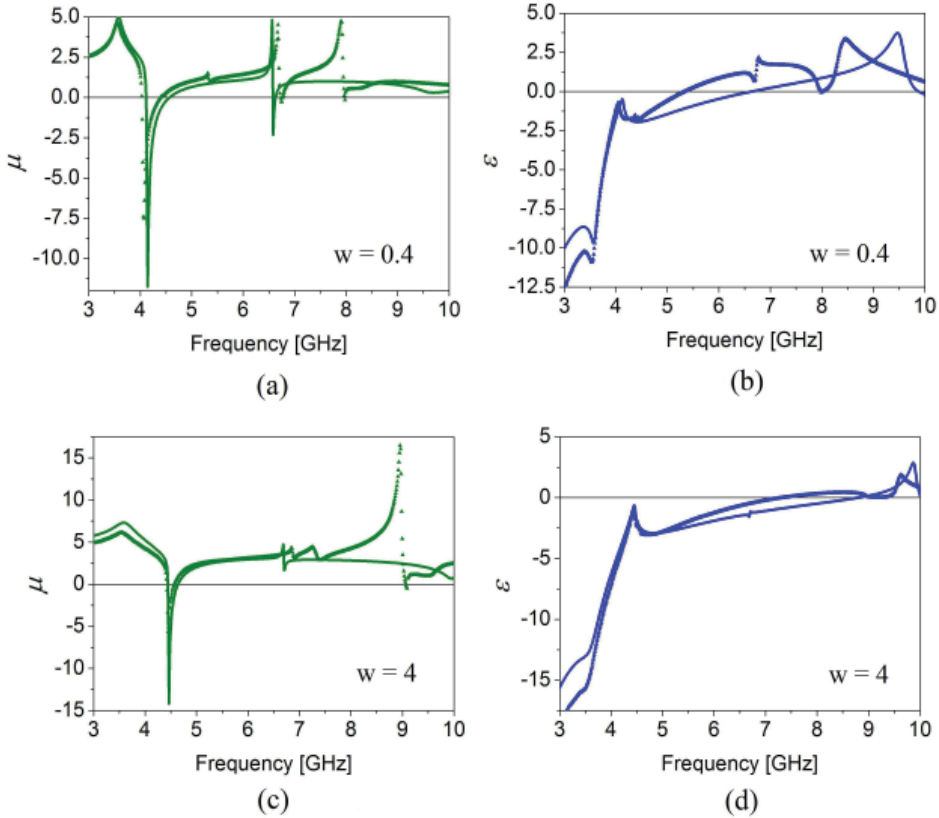 5.0
2.5
0.0
-2.5
-5.0
-7.5
-10.0
μ
w = 0.4
3 4 5 6 7 8 9 10
Frequency [GHz]
(a)
5.0
2.5
0.0
-2.5
-5.0
-7.5
-10.0
-12.5
ε
w = 0.4
3 4 5 6 7 8 9 10
Frequency [GHz]
(b)
15
10
5
0
-5
-10
-15
μ
w = 4
3 4 5 6 7 8 9 10
Frequency [GHz]
(c)
5
0
-5
-10
-15
ε
w = 4
3 4 5 6 7 8 9 10
Frequency [GHz]
(d)